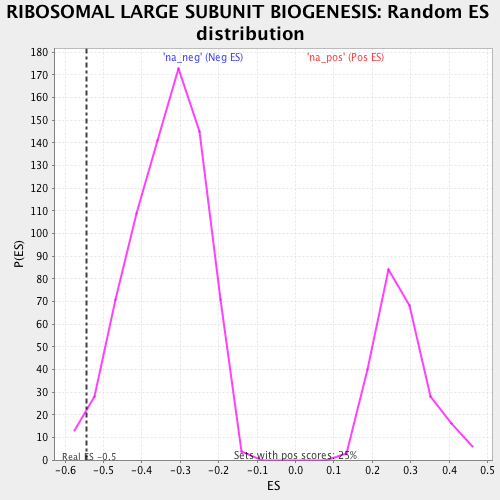 RIBOSOMAL LARGE SUBUNIT BIOGENESIS: Random ES
distribution
'na_neg' (Neg ES) 'na_pos' (Pos ES)
180
170
160
150
140
130
120
110
100
90
80
70
60
50
40
30
20
10
0
P(ES)
Real ES -0.5 Sets with pos scores: 25%
-0.6 -0.5 -0.4 -0.3 -0.2 -0.1 0.0 0.1 0.2 0.3 0.4 0.5
ES